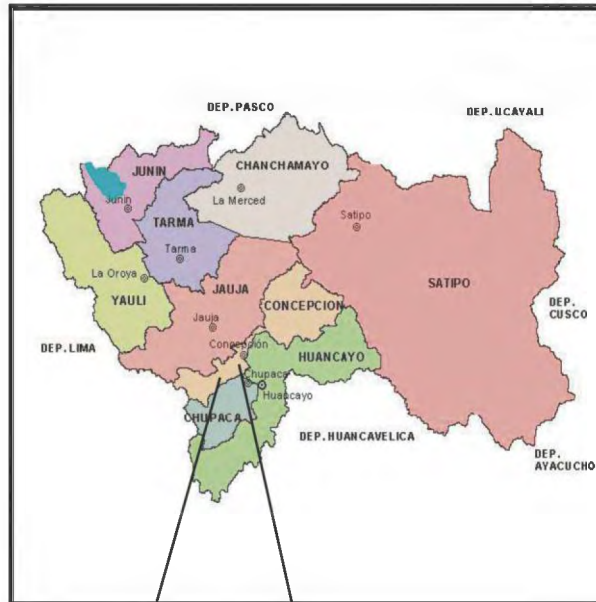 DEP.PASCO
DEP.UCAYALI
CHANCHAMAYO
JUNIN
La Merced
Junin
TARMA
Satipo
Tarma
La Oroya
JAUJA
SATIPO
YAULI
CONCEPCION
DEP.
CUSCO
Jauja
DEP.LIMA
Concepción
HUANCAYO
Chupaca
Huancayo
CHUPACA
DEP.HUANCAVELICA
DEP.
AYACUCHO